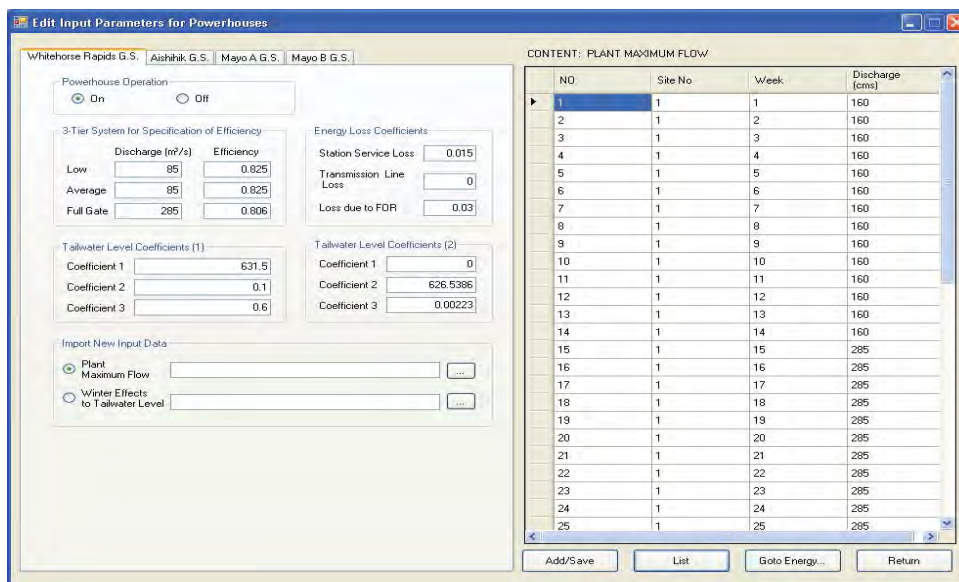 Edit Input Parameters for Powerhouses
Whitehorse Rapids G.S. Aishihik G.S. Mayo A G.S. Mayo B G.S.
Powerhouse Operation
On Off
3-Tier System for Specification of Efficiency
Discharge (m³/s) Efficiency
Low 85 0.825
Average 85 0.825
Full Gate 285 0.806
Energy Loss Coefficients
Station Service Loss 0.015
Transmission Line
Loss 0
Loss due to FOR 0.03
Tailwater Level Coefficients (1)
Coefficient 1 631.5
Coefficient 2 0.1
Coefficient 3 0.6
Tailwater Level Coefficients (2)
Coefficient 1 0
Coefficient 2 626.5386
Coefficient 3 0.00223
Import New Input Data
Plant
Maximum Flow ...
Winter Effects
to Tailwater Level ...
CONTENT: PLANT MAXIMUM FLOW
NO Site No Week Discharge
(cms)
1 1 1 160
2 1 2 160
3 1 3 160
4 1 4 160
5 1 5 160
6 1 6 160
7 1 7 160
8 1 8 160
9 1 9 160
10 1 10 160
11 1 11 160
12 1 12 160
13 1 13 160
14 1 14 160
15 1 15 285
16 1 16 285
17 1 17 285
18 1 18 285
19 1 19 285
20 1 20 285
21 1 21 285
22 1 22 285
23 1 23 285
24 1 24 285
25 1 25 285
Add/Save List Goto Energy... Return